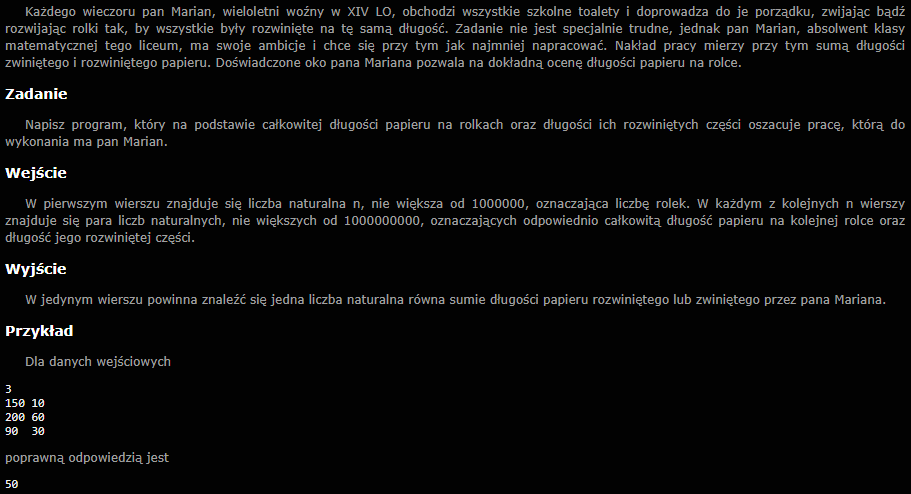 Każdego wieczoru pan Marian, wieloletni woźny w XIV LO, obchodzi wszystkie szkolne toalety i doprowadza do je porządku, zwijając bądź
rozwijając rolki tak, by wszystkie były rozwinięte na tę samą długość. Zadanie nie jest specjalnie trudne, jednak pan Marian, absolwent klasy
matematycznej tego liceum, ma swoje ambicje i chce się przy tym jak najmniej napracować. Nakład pracy mierzy przy tym sumą długości
zwiniętego i rozwiniętego papieru. Doświadczone oko pana Mariana pozwala na dokładną ocenę długości papieru na rolce.
Zadanie
Napisz program, który na podstawie całkowitej długości papieru na rolkach oraz długości ich rozwiniętych części oszacuje pracę, którą do
wykonania ma pan Marian.
Wejście
W pierwszym wierszu znajduje się liczba naturalna n, nie większa od 1000000, oznaczająca liczbę rolek. W każdym z kolejnych n wierszy
znajduje się para liczb naturalnych, nie większych od 1000000000, oznaczających odpowiednio całkowitą długość papieru na kolejnej rolce oraz
długość jego rozwiniętej części.
Wyjście
W jedynym wierszu powinna znaleźć się jedna liczba naturalna równa sumie długości papieru rozwiniętego lub zwiniętego przez pana Mariana.
Przykład
Dla danych wejściowych
3
150 10
200 60
90  30
poprawną odpowiedzią jest
50